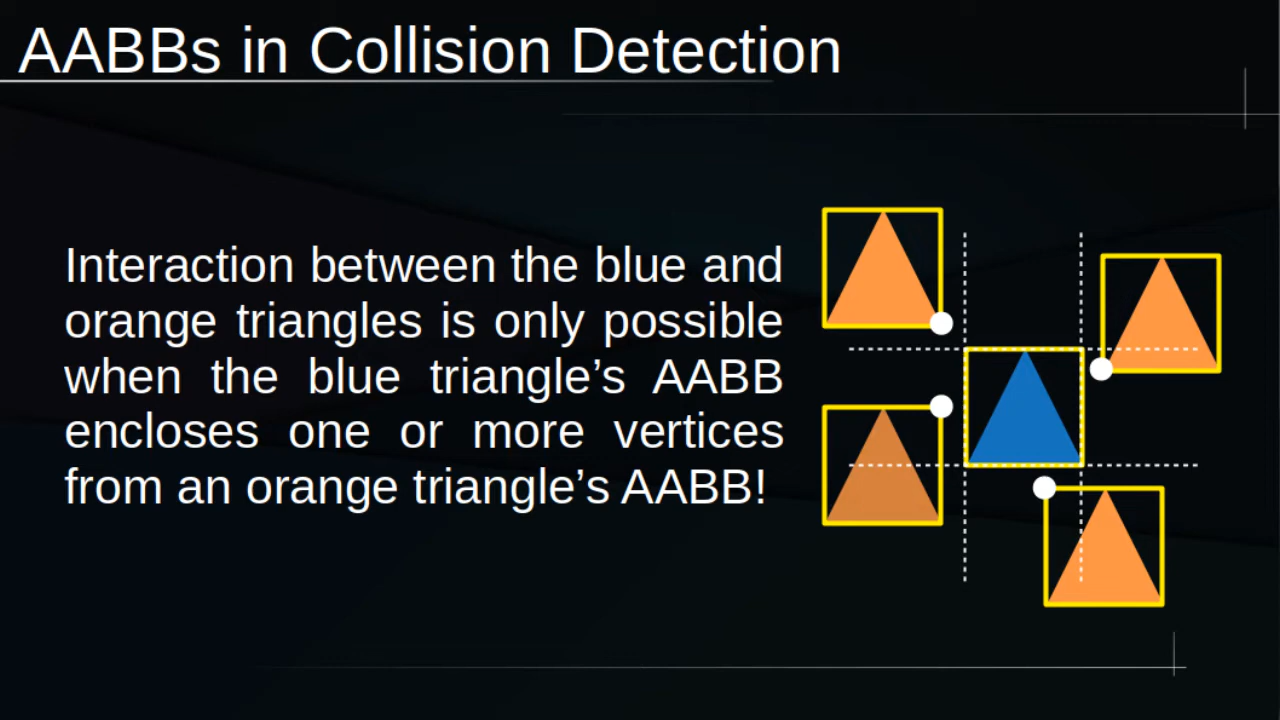 AABBs in Collision Detection
Interaction between the blue and
orange triangles is only possible
when the blue triangle’s AABB
encloses one or more vertices
from an orange triangle’s AABB!